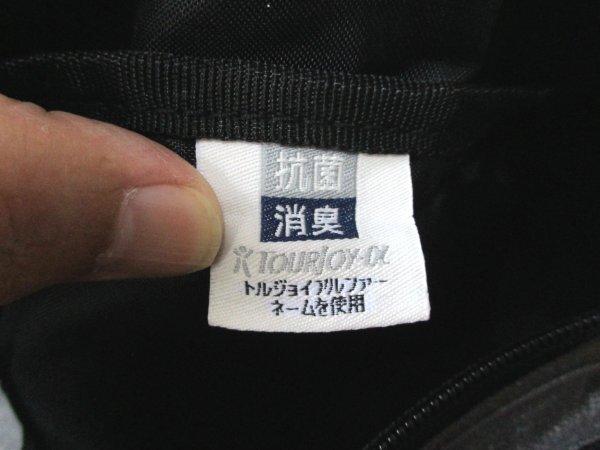 抗菌
消臭
TOURJOY-α
トルジョイアルファー
ネームを使用